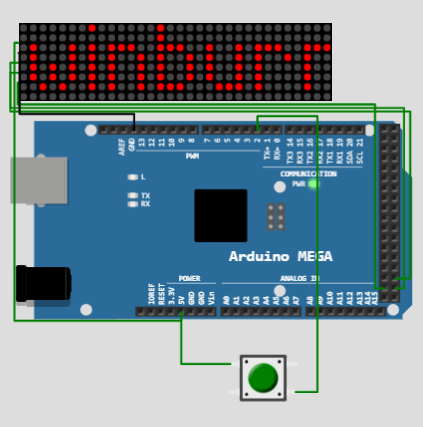 AREF
GND
13
12
11
10
9
8
7
6
5
4
3
2
TX→1
RX←0
TX3 14
RX3 15
TX2 16
RX2 17
TX1 18
RX1 19
SDA 20
SCL 21
PWM
COMMUNICATION
L
PWR
TX
RX
Arduino MEGA
POWER
ANALOG IN
IOREF
RESET
3.3V
5V
GND
GND
Vin
A0
A1
A2
A3
A4
A5
A6
A7
A8
A9
A10
A11
A12
A13
A14
A15